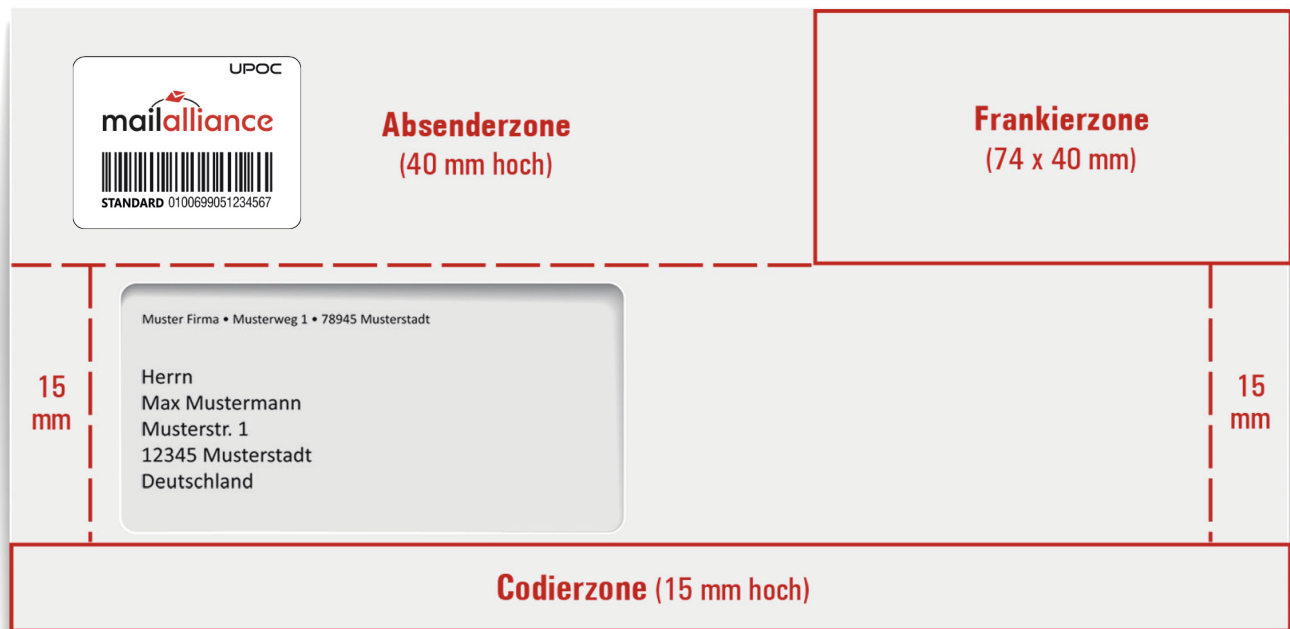 UPOC
mailalliance
STANDARD 0100699051234567
Absenderzone
(40 mm hoch)
Frankierzone
(74 x 40 mm)
15
mm
Muster Firma • Musterweg 1 • 78945 Musterstadt
Herrn
Max Mustermann
Musterstr. 1
12345 Musterstadt
Deutschland
15
mm
Codierzone (15 mm hoch)